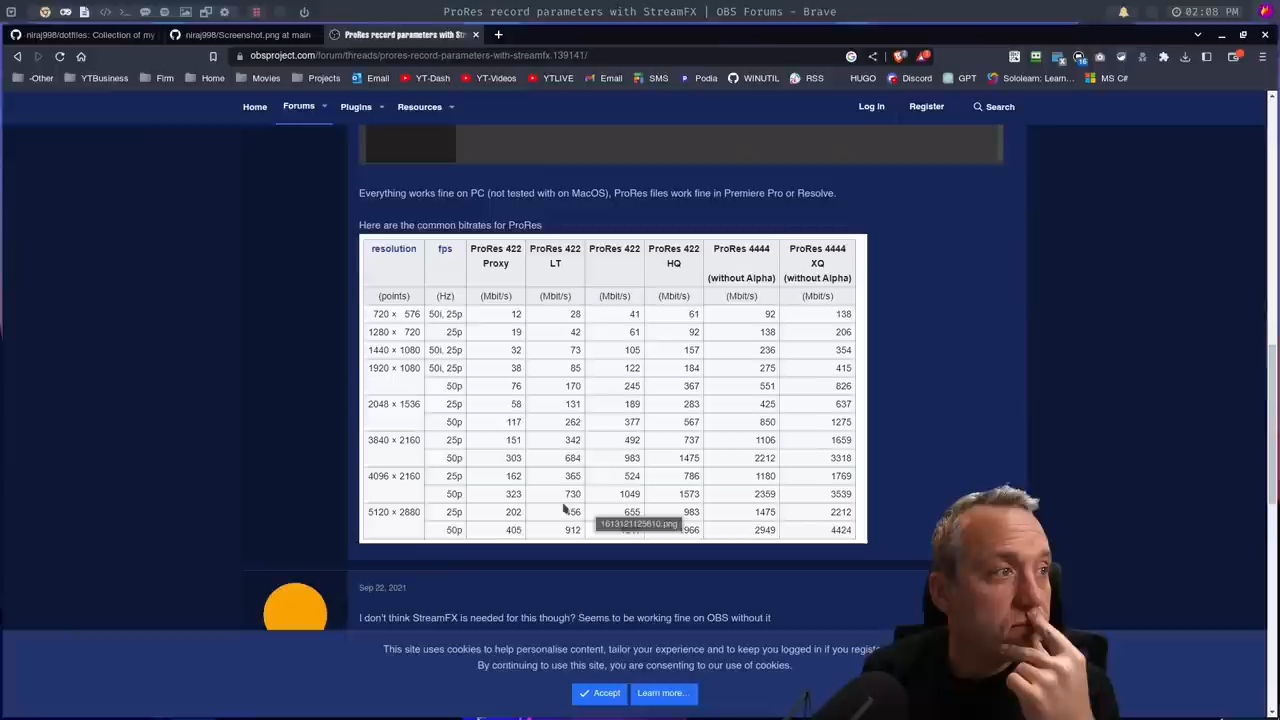 ProRes record parameters with StreamFX | OBS Forums - Brave
02:08 PM
niraj998/dotfiles: Collection of my
niraj998/Screenshot.png at main
ProRes record parameters with Str
obsproject.com/forum/threads/prores-record-parameters-with-streamfx.139141/
-Other YTBusiness Firm Home Movies Projects Email YT-Dash YT-Videos YTLIVE Email SMS Podia WINUTIL RSS HUGO Discord GPT Sololearn: Learn... MS C#
Home Forums Plugins Resources Log in Register Search
Everything works fine on PC (not tested with on MacOS), ProRes files work fine in Premiere Pro or Resolve.
Here are the common bitrates for ProRes
resolution fps ProRes 422 Proxy ProRes 422 LT ProRes 422 ProRes 422 HQ ProRes 4444 (without Alpha) ProRes 4444 XQ (without Alpha)
(points) (Hz) (Mbit/s) (Mbit/s) (Mbit/s) (Mbit/s) (Mbit/s) (Mbit/s)
720 × 576 50i, 25p 12 28 41 61 92 138
1280 × 720 25p 19 42 61 92 138 206
1440 × 1080 50i, 25p 32 73 105 157 236 354
1920 × 1080 50i, 25p 38 85 122 184 275 415
50p 76 170 245 367 551 826
2048 × 1536 25p 58 131 189 283 425 637
50p 117 262 377 567 850 1275
3840 × 2160 25p 151 342 492 737 1106 1659
50p 303 684 983 1475 2212 3318
4096 × 2160 25p 162 365 524 786 1180 1769
50p 323 730 1049 1573 2359 3539
5120 × 2880 25p 202 56 655 983 1475 2212
50p 405 912 966 2949 4424
1613121125610.png
Sep 22, 2021
I don't think StreamFX is needed for this though? Seems to be working fine on OBS without it
This site uses cookies to help personalise content, tailor your experience and to keep you logged in if you regist
By continuing to use this site, you are consenting to our use of cookies.
Accept Learn more...